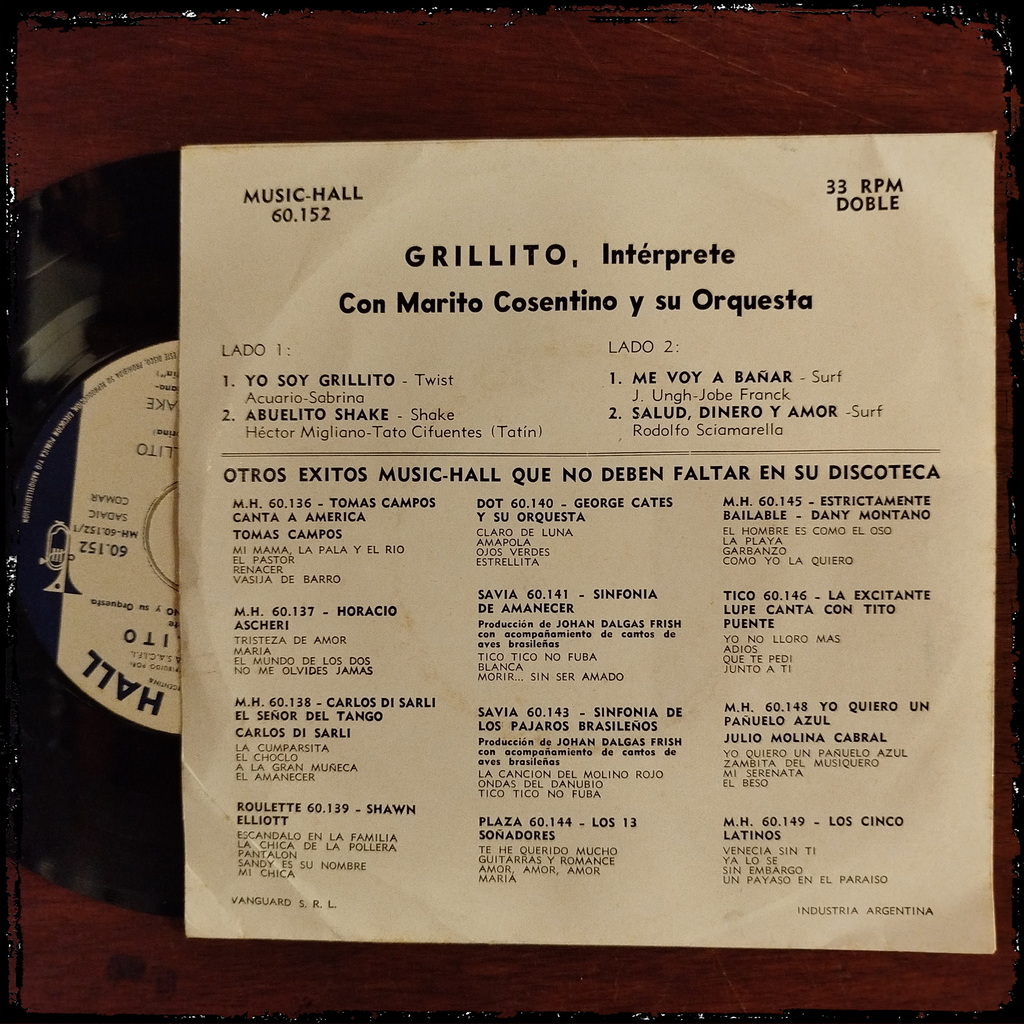 MUSIC-HALL
60.152
33 RPM
DOBLE
GRILLITO, Intérprete
Con Marito Cosentino y su Orquesta
LADO 1:
1. YO SOY GRILLITO - Twist
Acuario-Sabrina
2. ABUELITO SHAKE - Shake
Héctor Migliano-Tato Cifuentes (Tatín)
LADO 2:
1. ME VOY A BAÑAR - Surf
J. Ungh-Jobe Franck
2. SALUD, DINERO Y AMOR -Surf
Rodolfo Sciamarella
OTROS EXITOS MUSIC-HALL QUE NO DEBEN FALTAR EN SU DISCOTECA
M.H. 60.136 - TOMAS CAMPOS
CANTA A AMERICA
TOMAS CAMPOS
MI MAMA, LA PALA Y EL RIO
EL PASTOR
RENACER
VASIJA DE BARRO
M.H. 60.137 - HORACIO
ASCHERI
TRISTEZA DE AMOR
MARIA
EL MUNDO DE LOS DOS
NO ME OLVIDES JAMAS
M.H. 60.138 - CARLOS DI SARLI
EL SEÑOR DEL TANGO
CARLOS DI SARLI
LA CUMPARSITA
EL CHOCLO
A LA GRAN MUÑECA
EL AMANECER
ROULETTE 60.139 - SHAWN
ELLIOTT
ESCANDALO EN LA FAMILIA
LA CHICA DE LA POLLERA
PANTALON
SANDY ES SU NOMBRE
MI CHICA
DOT 60.140 - GEORGE CATES
Y SU ORQUESTA
CLARO DE LUNA
AMAPOLA
OJOS VERDES
ESTRELLITA
SAVIA 60.141 - SINFONIA
DE AMANECER
Producción de JOHAN DALGAS FRISH
con acompañamiento de cantos de
aves brasileñas
TICO TICO NO FUBA
BLANCA
MORIR... SIN SER AMADO
SAVIA 60.143 - SINFONIA DE
LOS PAJAROS BRASILEÑOS
Producción de JOHAN DALGAS FRISH
con acompañamiento de cantos de
aves brasileñas
LA CANCION DEL MOLINO ROJO
ONDAS DEL DANUBIO
TICO TICO NO FUBA
PLAZA 60.144 - LOS 13
SOÑADORES
TE HE QUERIDO MUCHO
GUITARRAS Y ROMANCE
AMOR, AMOR, AMOR
MARIA
M.H. 60.145 - ESTRICTAMENTE
BAILABLE - DANY MONTANO
EL HOMBRE ES COMO EL OSO
LA PLAYA
GARBANZO
COMO YO LA QUIERO
TICO 60.146 - LA EXCITANTE
LUPE CANTA CON TITO
PUENTE
YO NO LLORO MAS
ADIOS
QUE TE PEDI
JUNTO A TI
M.H. 60.148 YO QUIERO UN
PAÑUELO AZUL
JULIO MOLINA CABRAL
YO QUIERO UN PAÑUELO AZUL
ZAMBITA DEL MUSIQUERO
MI SERENATA
EL BESO
M.H. 60.149 - LOS CINCO
LATINOS
VENECIA SIN TI
YA LO SE
SIN EMBARGO
UN PAYASO EN EL PARAISO
VANGUARD S. R. L.
INDUSTRIA ARGENTINA
HALL
ITO
y su Orquesta
60.152
MH-60.152/1
SADAIC
COMAR
LLITO
AKE